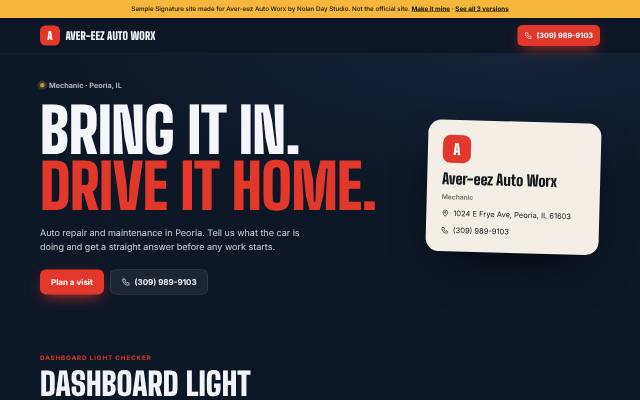 Sample Signature site made for Aver-eez Auto Worx by Nolan Day Studio. Not the official site. Make it mine · See all 3 versions
A AVER-EEZ AUTO WORX
(309) 989-9103
Mechanic · Peoria, IL
BRING IT IN.
DRIVE IT HOME.
Auto repair and maintenance in Peoria. Tell us what the car is
doing and get a straight answer before any work starts.
Plan a visit
(309) 989-9103
A
Aver-eez Auto Worx
Mechanic
1024 E Frye Ave, Peoria, IL 61603
(309) 989-9103
DASHBOARD LIGHT CHECKER
DASHBOARD LIGHT